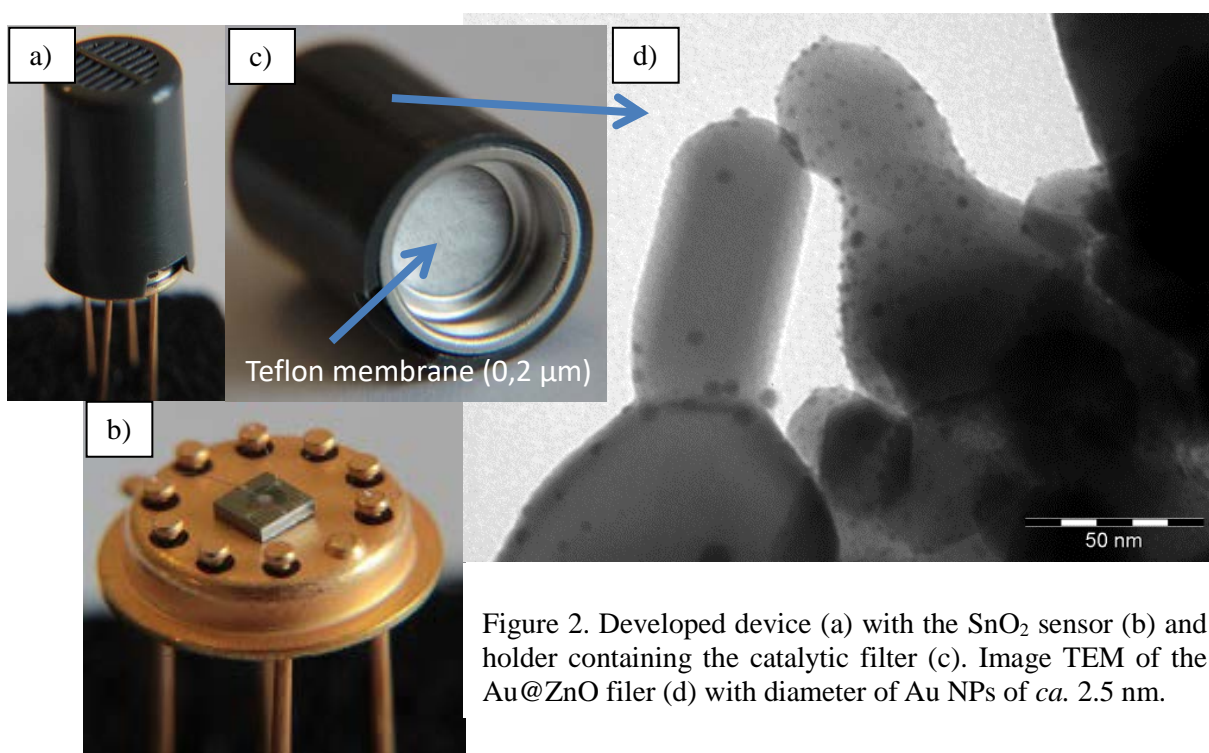 a)
c)
d)
Teflon membrane (0,2 µm)
b)
50 nm
Figure 2. Developed device (a) with the SnO₂ sensor (b) and
holder containing the catalytic filter (c). Image TEM of the
Au@ZnO filer (d) with diameter of Au NPs of ca. 2.5 nm.